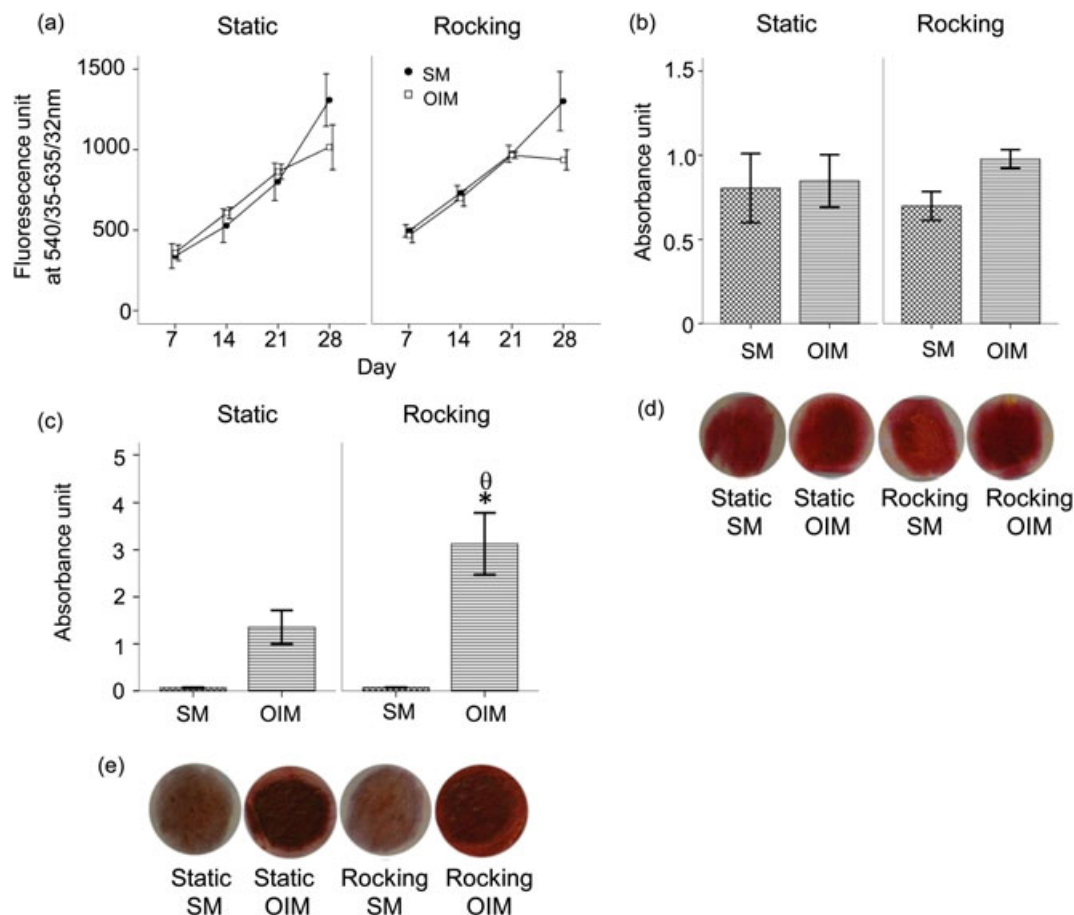 (a)
Static
Rocking
Fluoresecence unit
at 540/35-635/32nm
1500
1000
500
0
SM
OIM
7 14 21 28 7 14 21 28
Day
(b)
Static
Rocking
Absorbance unit
1.5
1.0
0.5
0
SM OIM SM OIM
(c)
Static
Rocking
Absorbance unit
5
4
3
2
1
0
θ
*
SM OIM SM OIM
(d)
Static SM
Static OIM
Rocking SM
Rocking OIM
(e)
Static SM
Static OIM
Rocking SM
Rocking OIM